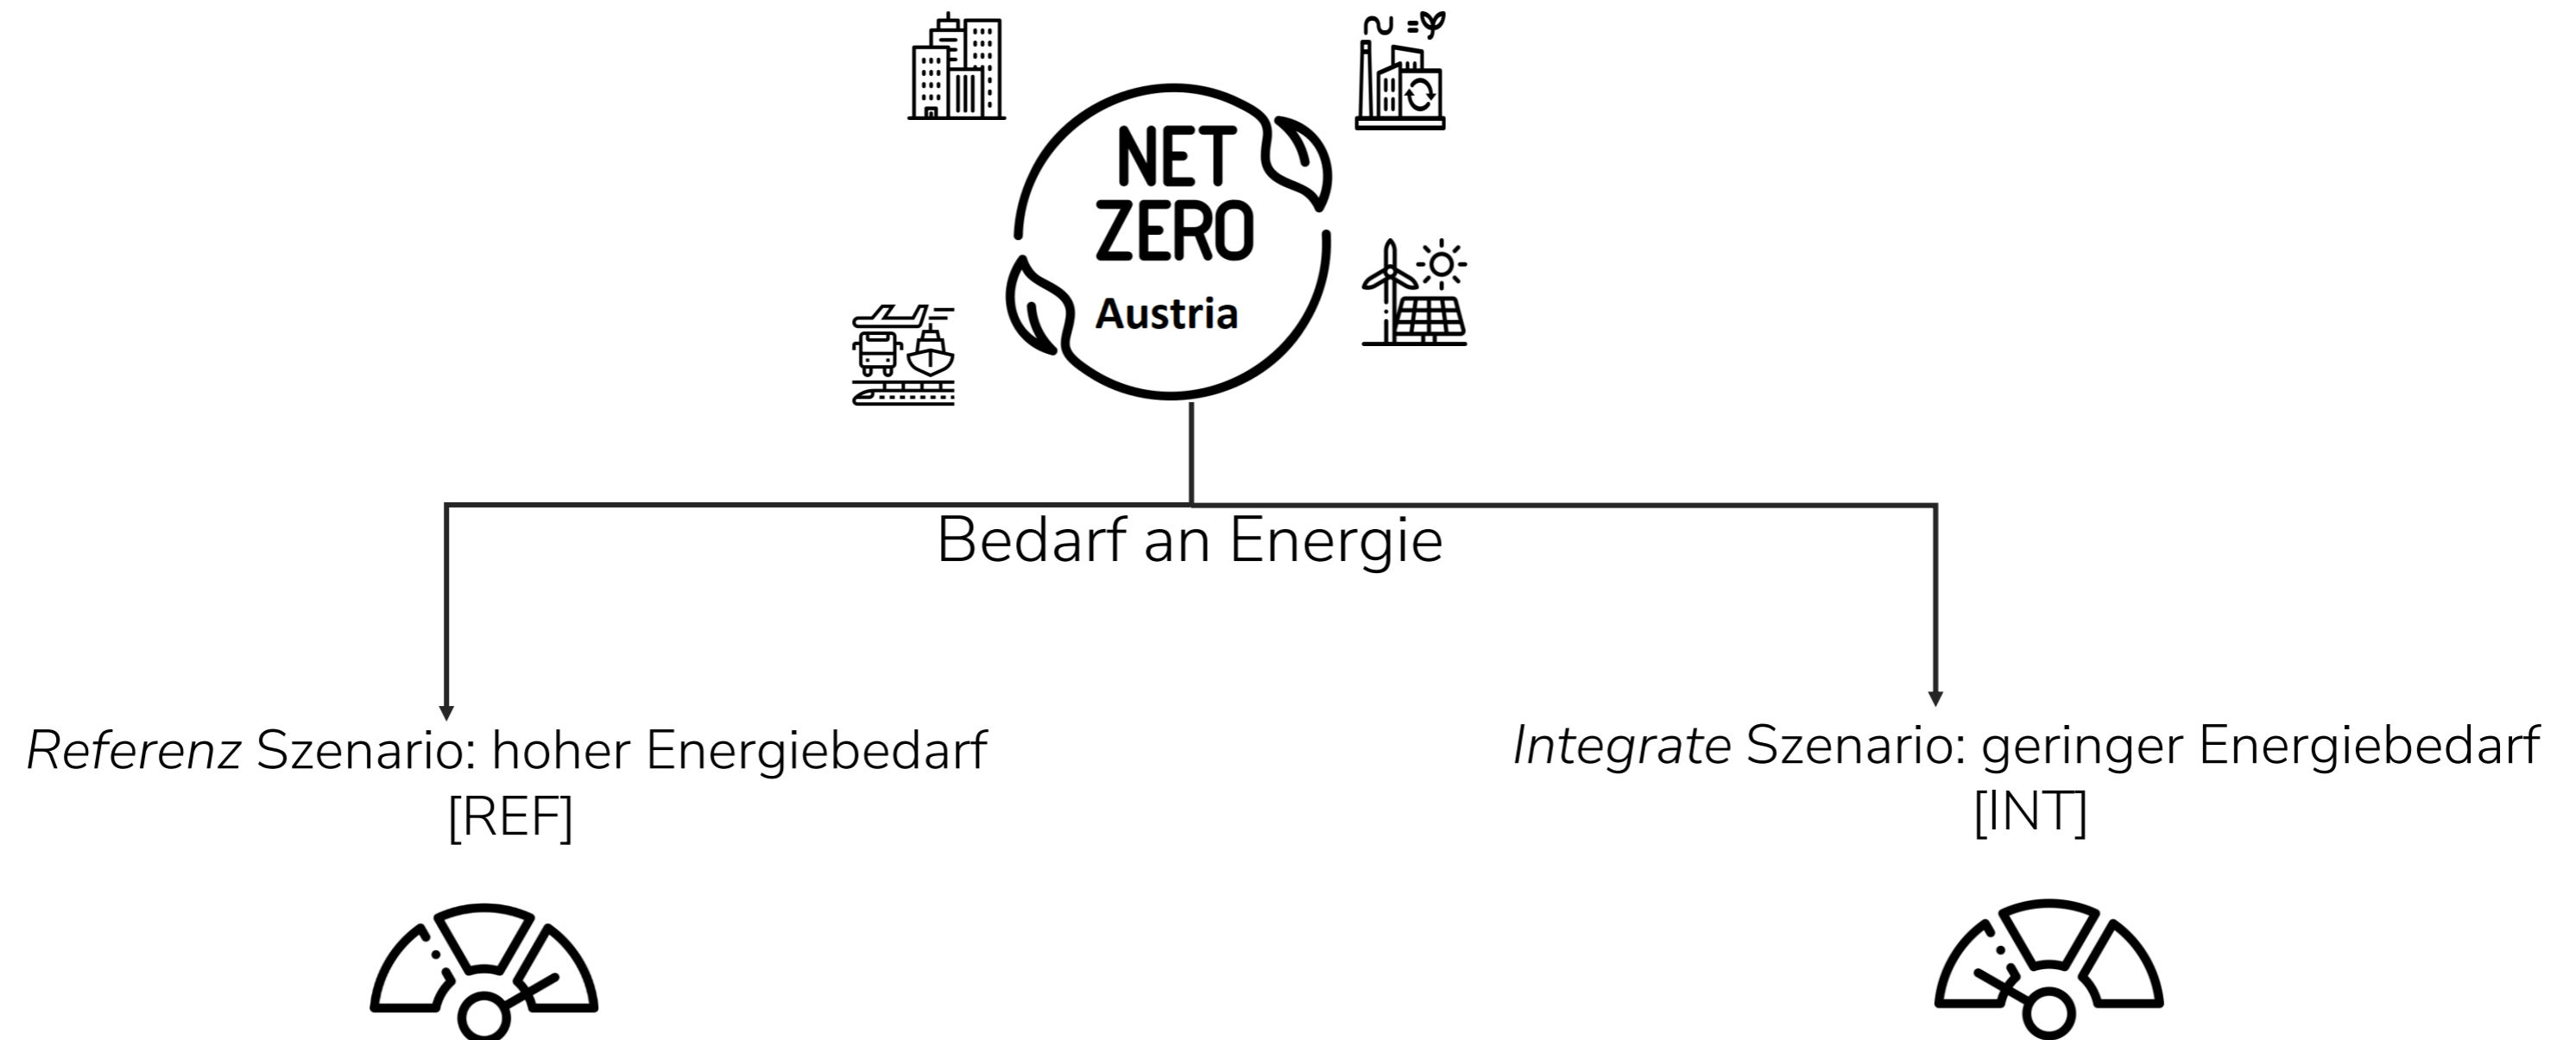 NET
ZERO
Austria
Bedarf an Energie
Referenz Szenario: hoher Energiebedarf
[REF]
Integrate Szenario: geringer Energiebedarf
[INT]